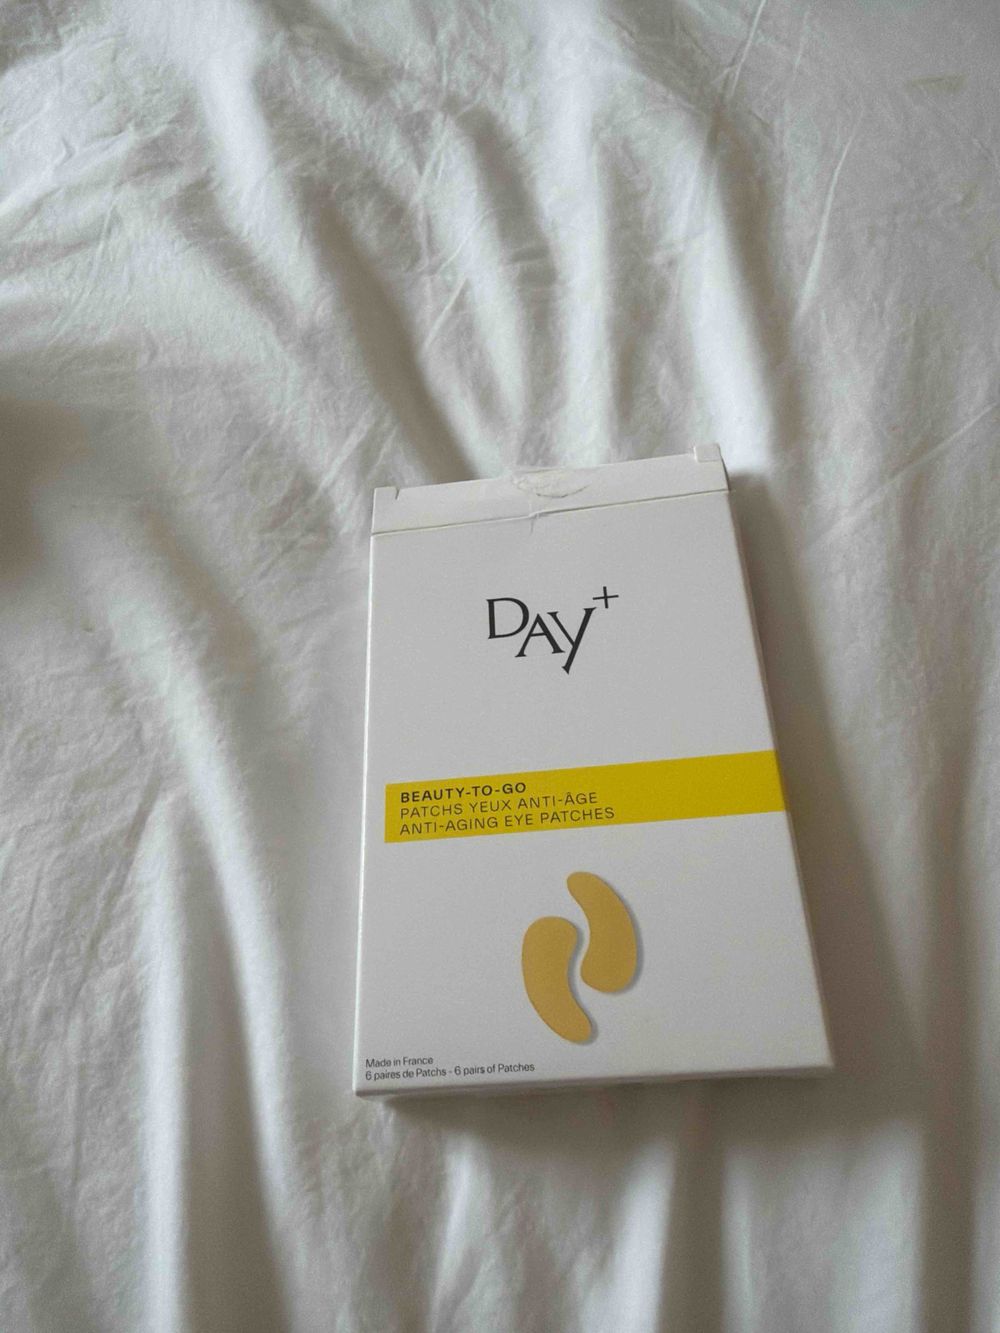 DAY+
BEAUTY-TO-GO
PATCHS YEUX ANTI-ÂGE
ANTI-AGING EYE PATCHES
Made in France
6 paires de Patchs - 6 pairs of Patches